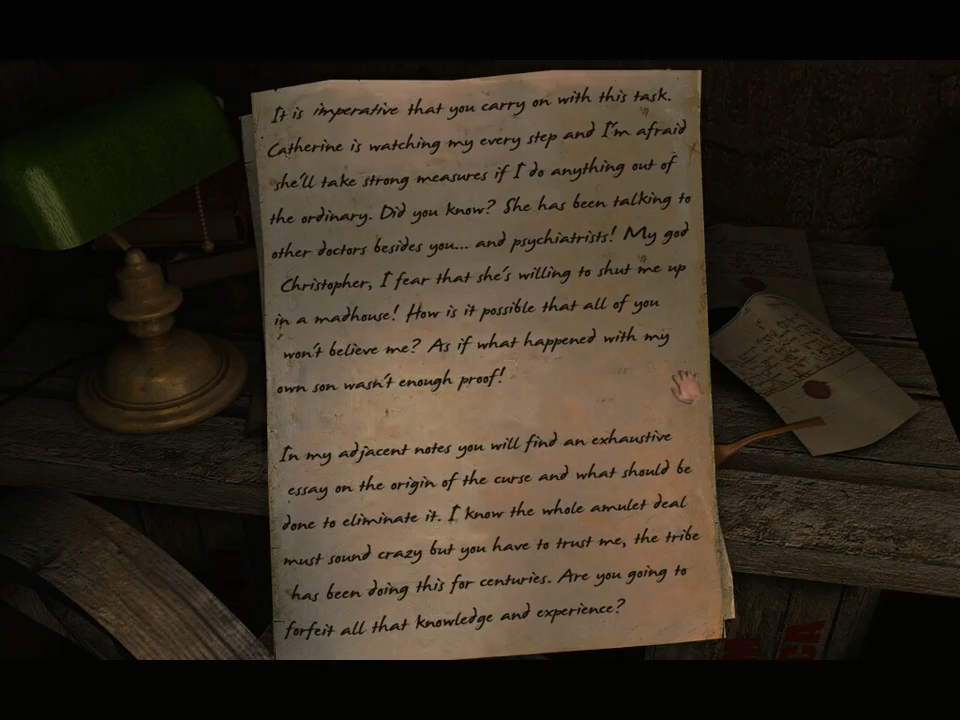 It is imperative that you carry on with this task.
Catherine is watching my every step and I'm afraid
she'll take strong measures if I do anything out of
the ordinary. Did you know? She has been talking to
other doctors besides you... and psychiatrists! My god
Christopher, I fear that she's willing to shut me up
in a madhouse! How is it possible that all of you
won't believe me? As if what happened with my
own son wasn't enough proof!
In my adjacent notes you will find an exhaustive
essay on the origin of the curse and what should be
done to eliminate it. I know the whole amulet deal
must sound crazy but you have to trust me, the tribe
has been doing this for centuries. Are you going to
forfeit all that knowledge and experience?